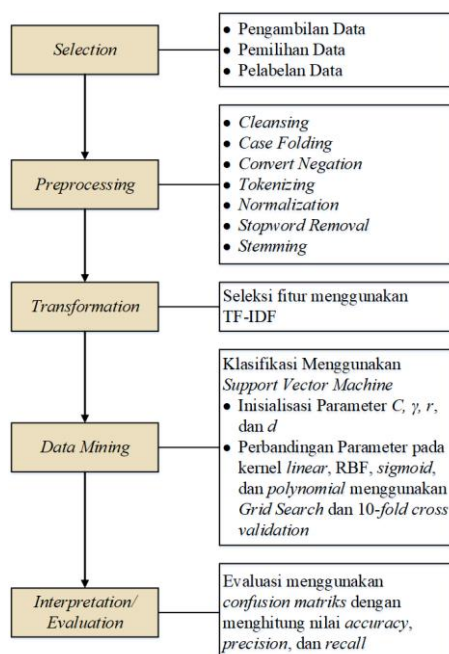 Selection
• Pengambilan Data
• Pemilihan Data
• Pelabelan Data
Preprocessing
• Cleansing
• Case Folding
• Convert Negation
• Tokenizing
• Normalization
• Stopword Removal
• Stemming
Transformation
Seleksi fitur menggunakan
TF-IDF
Data Mining
Klasifikasi Menggunakan
Support Vector Machine
• Inisialisasi Parameter C, γ, r,
dan d
• Perbandingan Parameter pada
kernel linear, RBF, sigmoid,
dan polynomial menggunakan
Grid Search dan 10-fold cross
validation
Interpretation/
Evaluation
Evaluasi menggunakan
confusion matriks dengan
menghitung nilai accuracy,
precision, dan recall